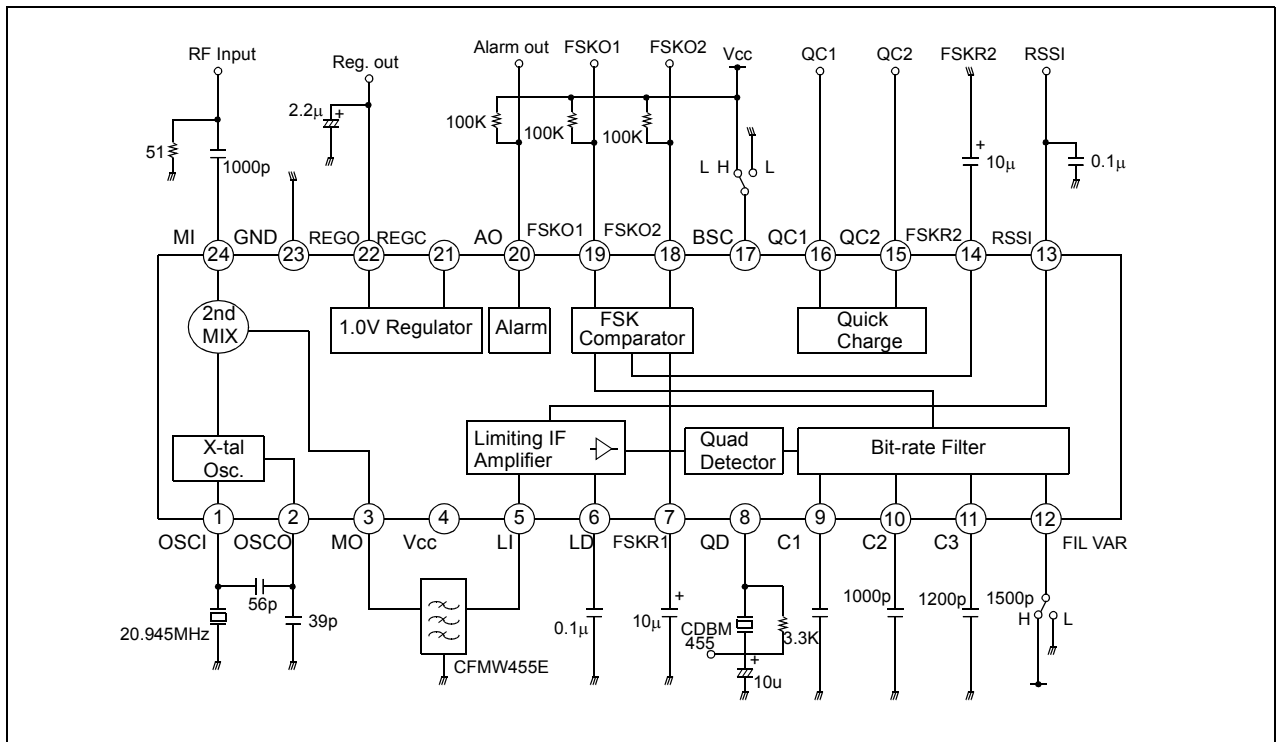 RF Input
Reg. out
Alarm out
FSKO1
FSKO2
Vcc
QC1
QC2
FSKR2
RSSI
2.2μ
+
51
1000p
100K
100K
100K
L
H
L
+
10μ
0.1μ
MI
GND
REGO
REGC
AO
FSKO1
FSKO2
BSC
QC1
QC2
FSKR2
RSSI
24
23
22
21
20
19
18
17
16
15
14
13
2nd
MIX
1.0V Regulator
Alarm
FSK
Comparator
Quick
Charge
X-tal
Osc.
Limiting IF
Amplifier
Quad
Detector
Bit-rate Filter
1
2
3
4
5
6
7
8
9
10
11
12
OSCI
OSCO
MO
Vcc
LI
LD
FSKR1
QD
C1
C2
C3
FIL VAR
56p
39p
20.945MHz
CFMW455E
0.1μ
+
10μ
CDBM
455
3.3K
+
10u
1000p
1200p
1500p
H
L